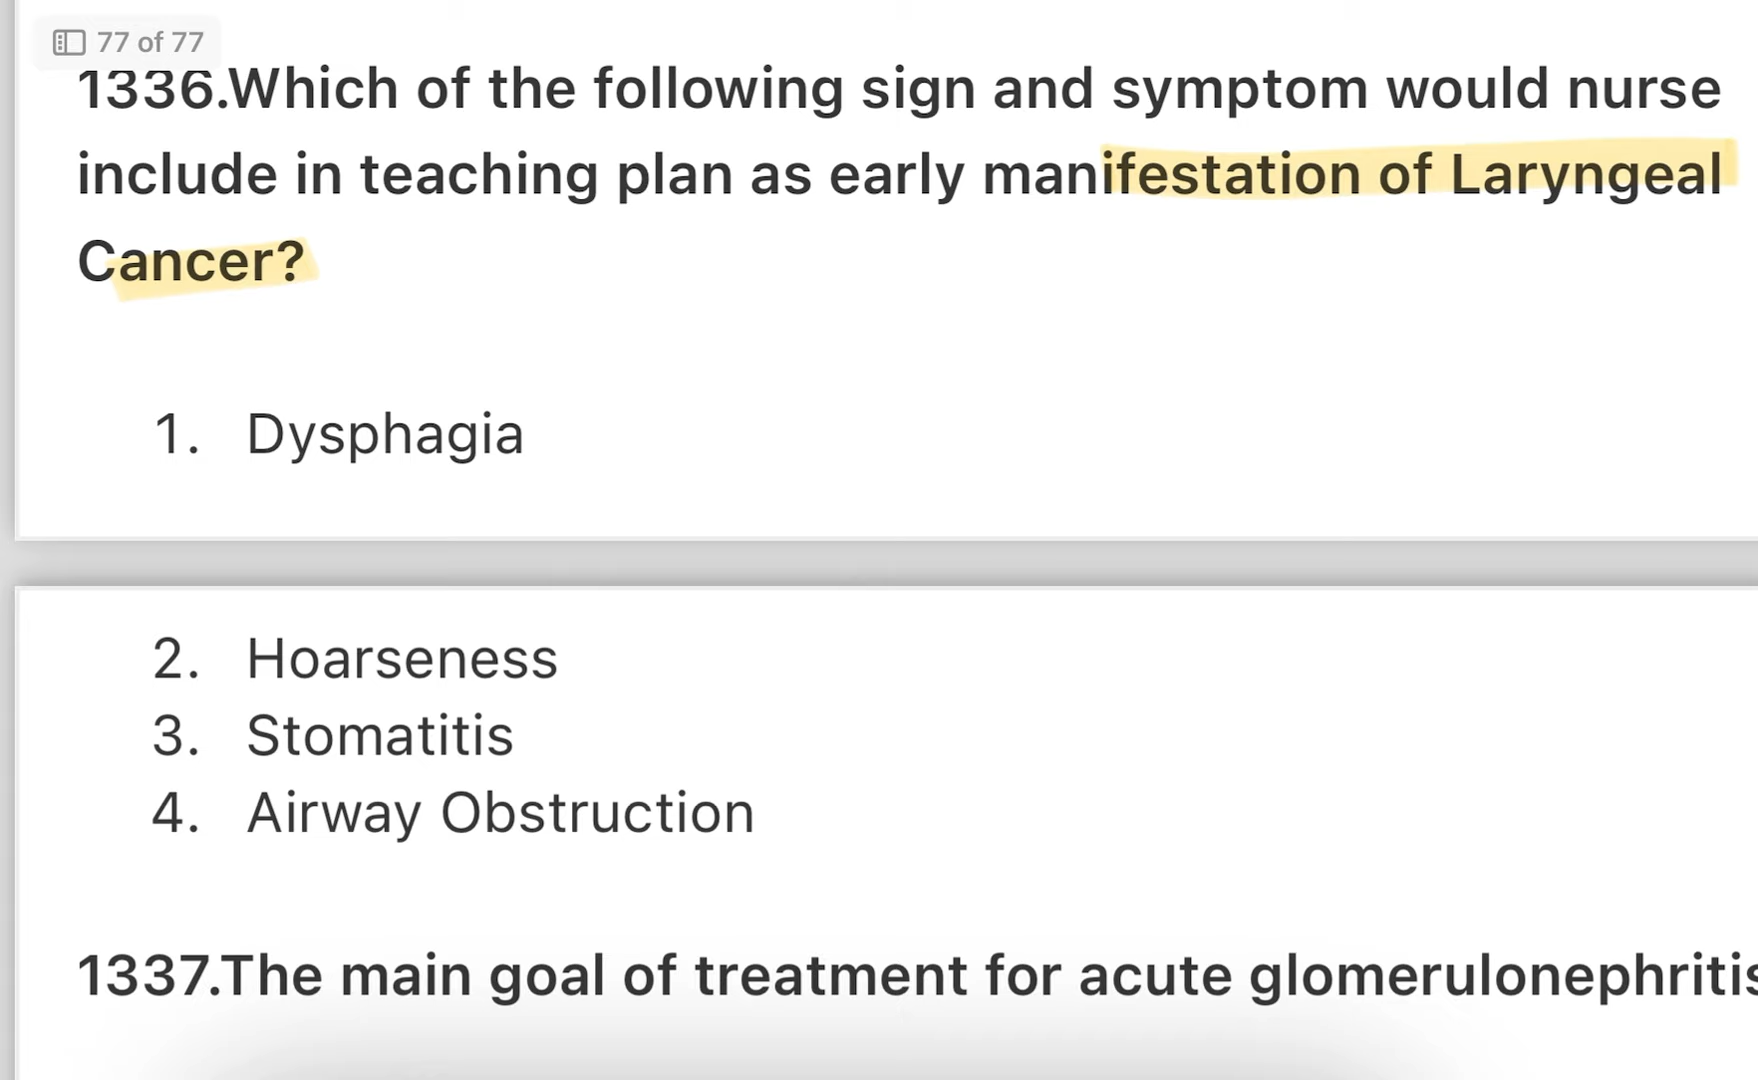 77 of 77
1336.Which of the following sign and symptom would nurse
include in teaching plan as early manifestation of Laryngeal
Cancer?
1. Dysphagia
2. Hoarseness
3. Stomatitis
4. Airway Obstruction
1337.The main goal of treatment for acute glomerulonephritis